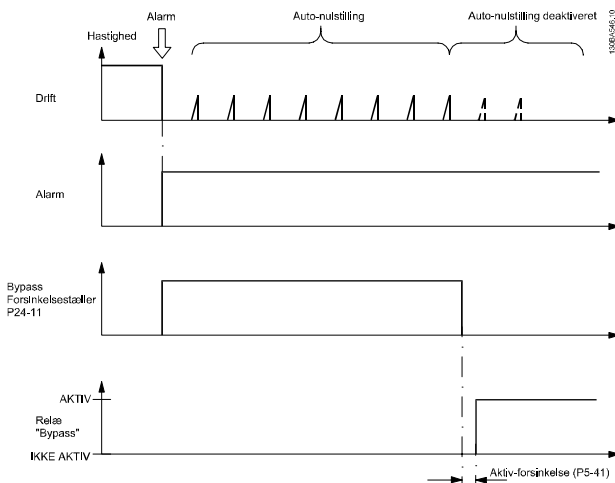 Alarm
Auto-nulstilling
Auto-nulstilling deaktiveret
130BA546.10
Hastighed
Drift
Alarm
Bypass
Forsinkelsestæller
P24-11
AKTIV
Relæ
"Bypass"
IKKE AKTIV
Aktiv-forsinkelse (P5-41)